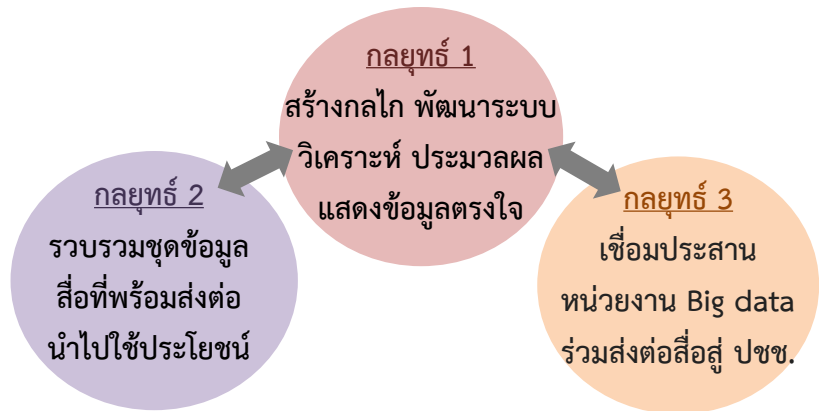 กลยุทธ์ 1
สร้างกลไก พัฒนาระบบ
วิเคราะห์ ประมวลผล
แสดงข้อมูลตรงใจ
กลยุทธ์ 2
รวบรวมชุดข้อมูล
สื่อที่พร้อมส่งต่อ
นำไปใช้ประโยชน์
กลยุทธ์ 3
เชื่อมประสาน
หน่วยงาน Big data
ร่วมส่งต่อสื่อสู่ ปชช.